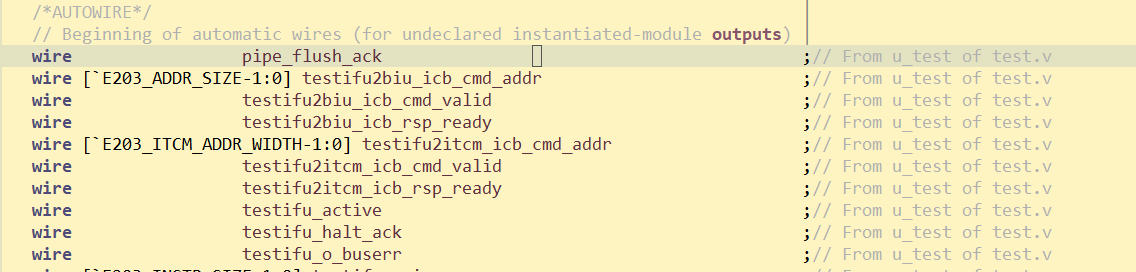 /*AUTOWIRE*/
// Beginning of automatic wires (for undeclared instantiated-module outputs)
wire pipe_flush_ack ;// From u_test of test.v
wire [`E203_ADDR_SIZE-1:0] testifu2biu_icb_cmd_addr ;// From u_test of test.v
wire testifu2biu_icb_cmd_valid ;// From u_test of test.v
wire testifu2biu_icb_rsp_ready ;// From u_test of test.v
wire [`E203_ITCM_ADDR_WIDTH-1:0] testifu2itcm_icb_cmd_addr ;// From u_test of test.v
wire testifu2itcm_icb_cmd_valid ;// From u_test of test.v
wire testifu2itcm_icb_rsp_ready ;// From u_test of test.v
wire testifu_active ;// From u_test of test.v
wire testifu_halt_ack ;// From u_test of test.v
wire testifu_o_buserr ;// From u_test of test.v